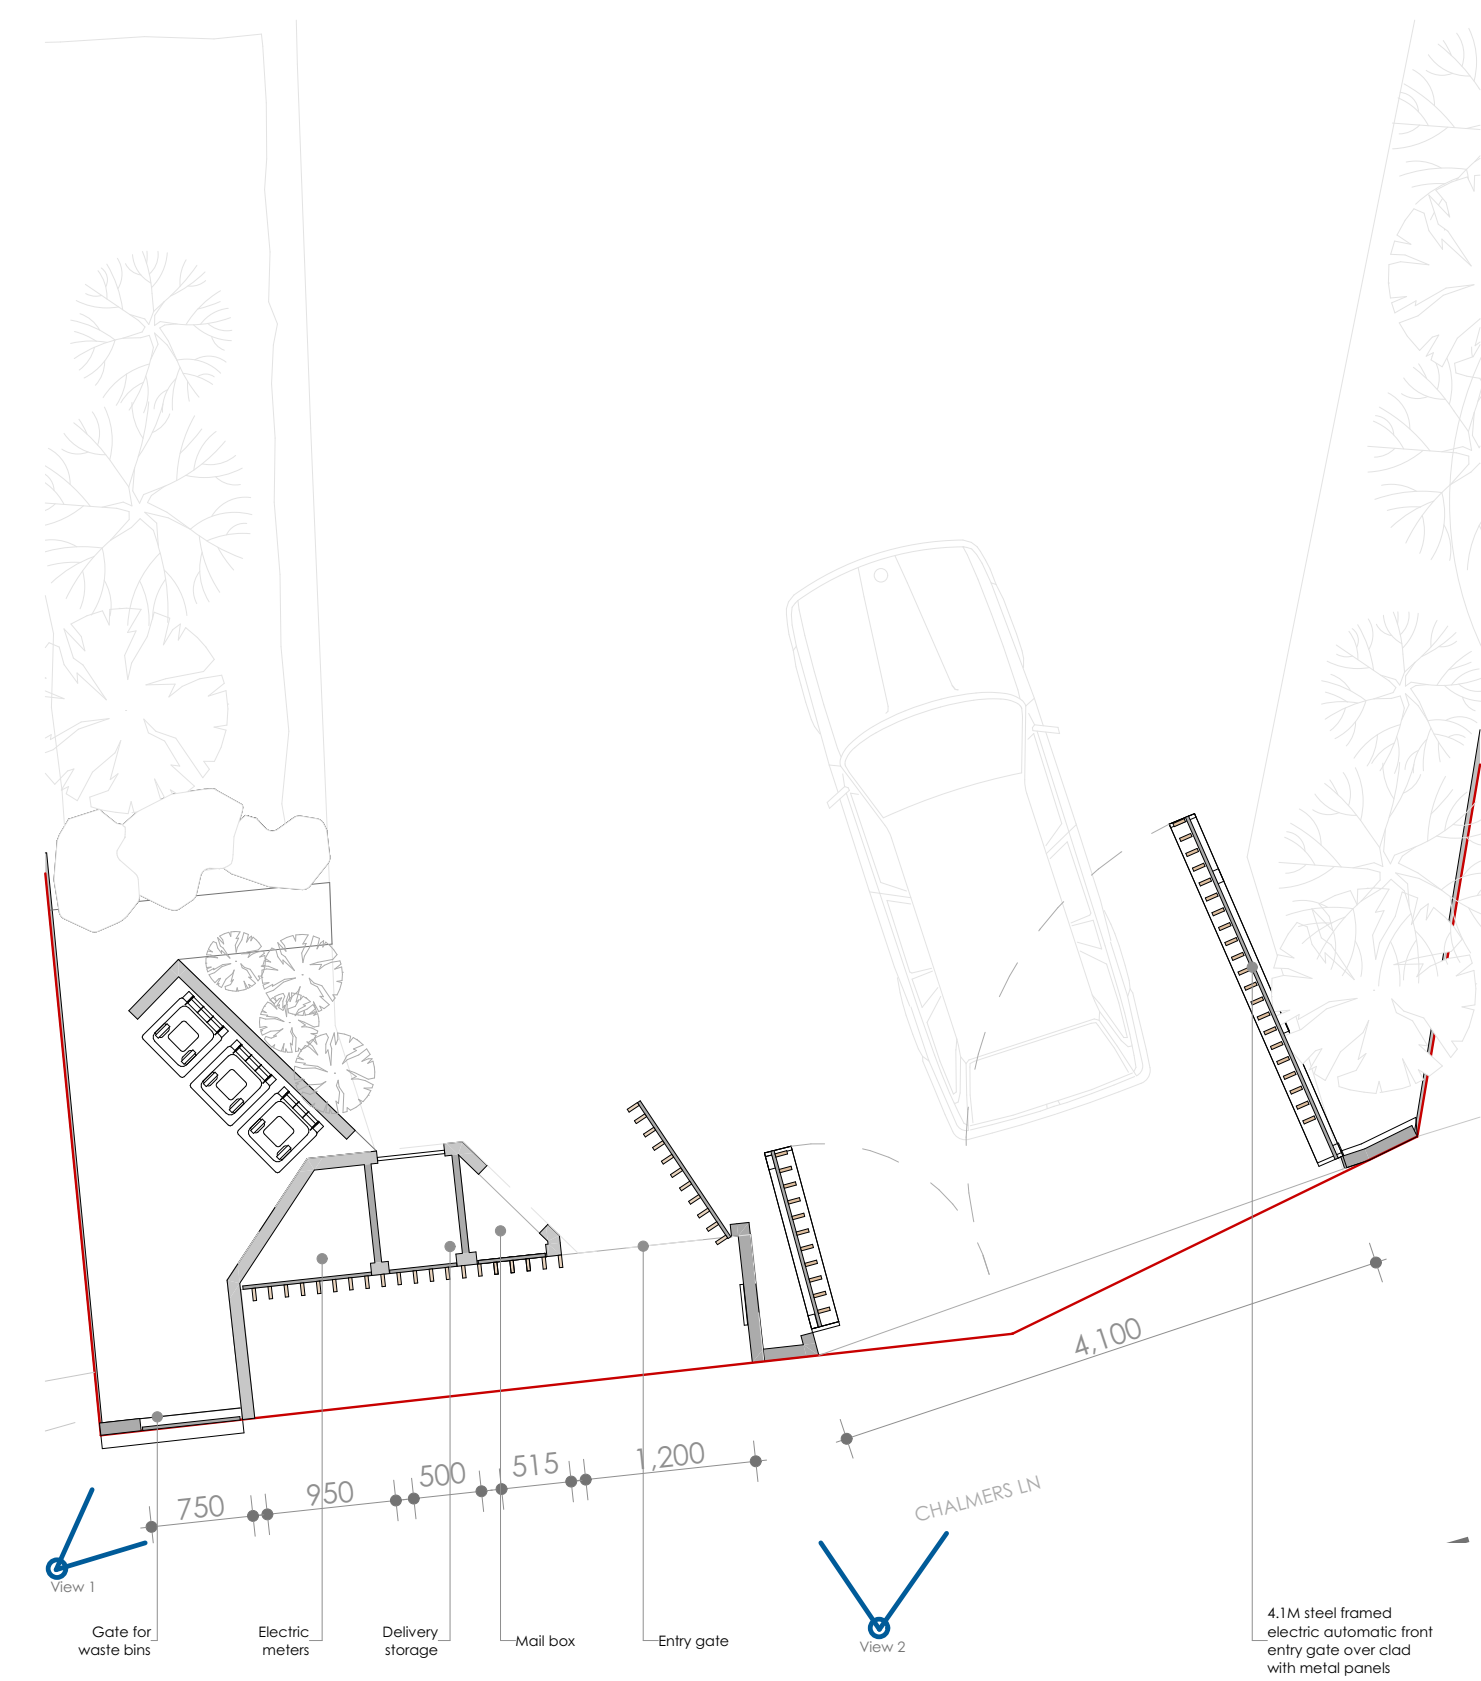 4,100
1,200
515
500
950
750
CHALMERS LN
View 1
View 2
Gate for
waste bins
Electric
meters
Delivery
storage
Mail box
Entry gate
4.1M steel framed
electric automatic front
entry gate over clad
with metal panels